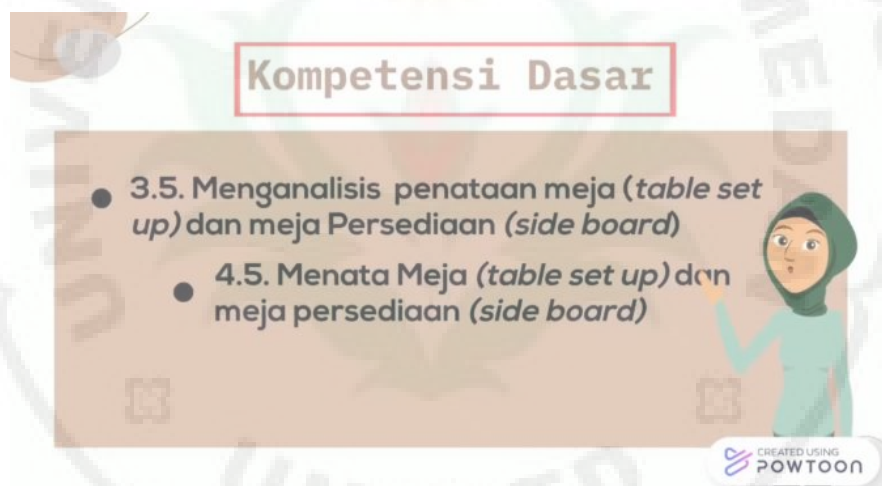 Kompetensi Dasar
3.5. Menganalisis penataan meja (table set
up) dan meja Persediaan (side board)
4.5. Menata Meja (table set up) dan
meja persediaan (side board)
CREATED USING
POWTOON